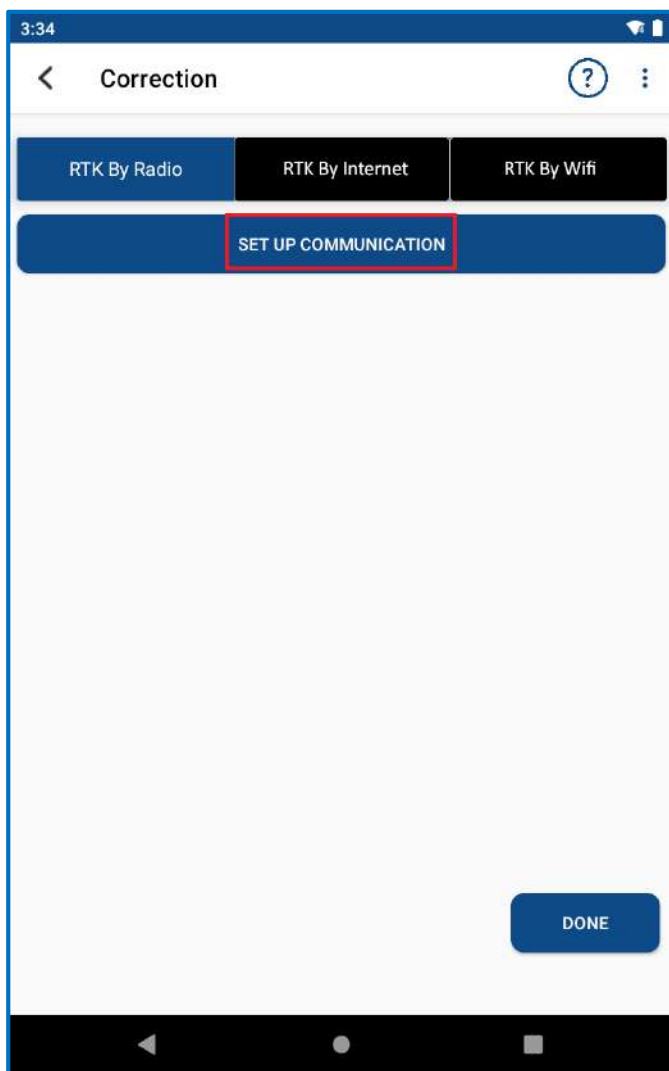 3:34
Correction
?
RTK By Radio RTK By Internet RTK By Wifi
SET UP COMMUNICATION
DONE